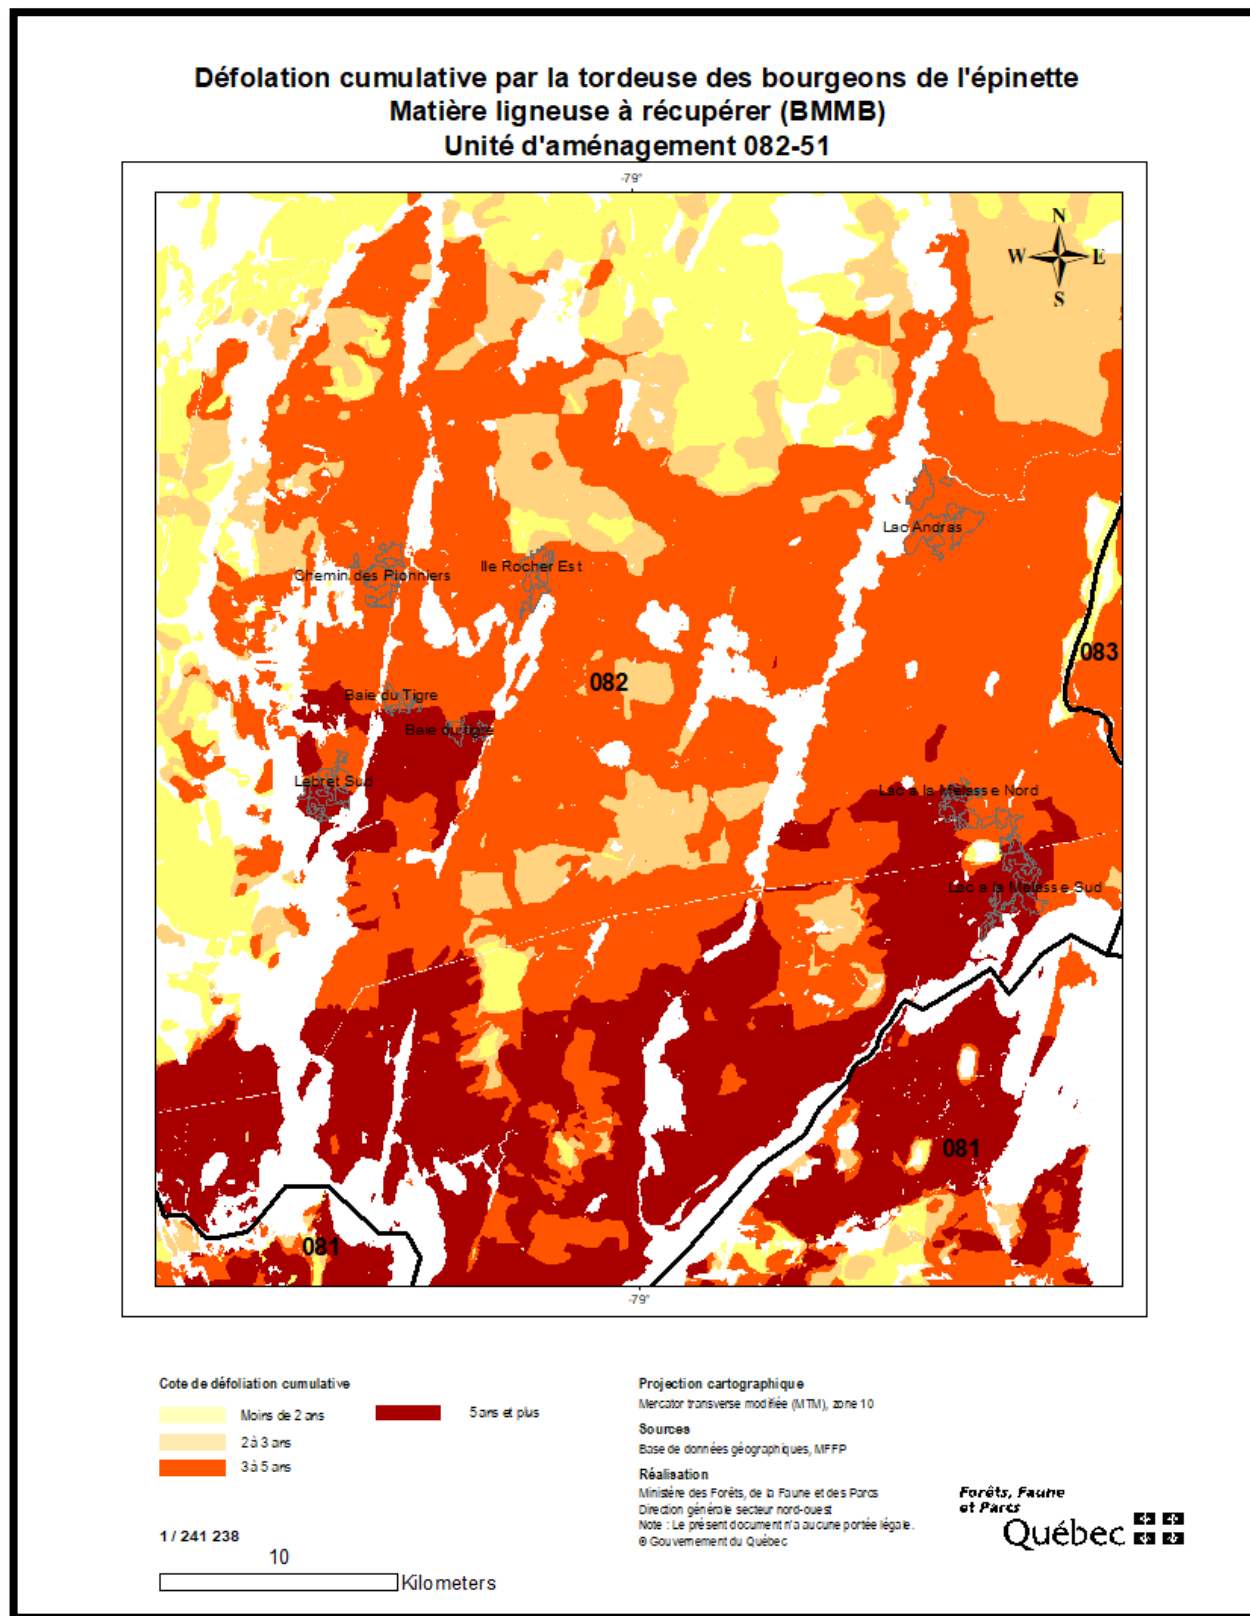 Défolation cumulative par la tordeuse des bourgeons de l'épinette
Matière ligneuse à récupérer (BMMB)
Unité d'aménagement 082-51
-79°
N
W E
S
Lac Andras
Chemin des Pionniers
Ile Rocher Est
083
082
Baie du Tigre
Baie du tigre
Lebret Sud
Lac a la Melasse Nord
Lac a la Melasse Sud
081
081
-79°
Cote de défoliation cumulative
Moins de 2 ans
5 ans et plus
2 à 3 ans
3 à 5 ans
1 / 241 238
10
Kilometers
Projection cartographique
Mercator transverse modifiée (MTM), zone 10
Sources
Base de données géographiques, MFFP
Réalisation
Ministère des Forêts, de la Faune et des Parcs
Direction générale secteur nord-ouest
Note : Le présent document n'a aucune portée légale.
© Gouvernement du Québec
Forêts, Faune
et Parcs
Québec